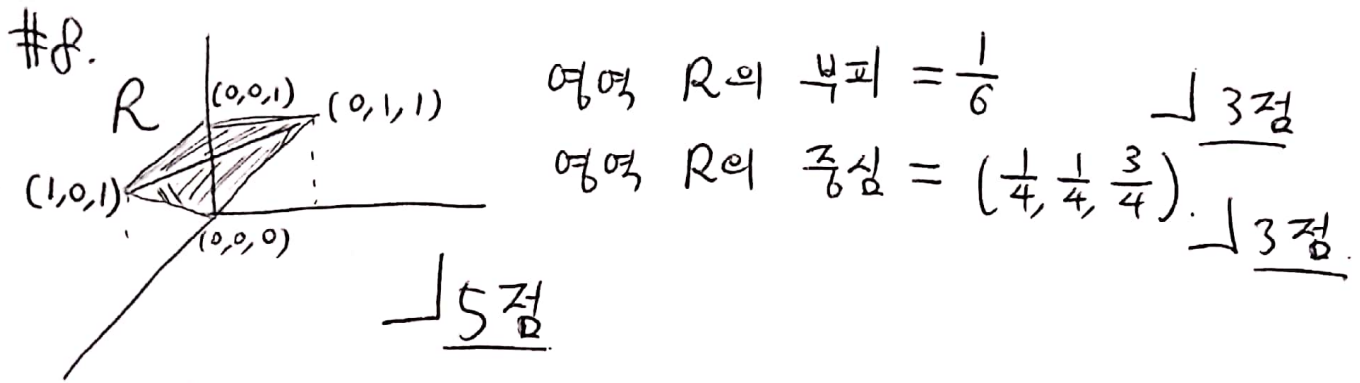 #8.
R (0,0,1) (0,1,1)
(1,0,1)
(0,0,0)
5점
영역 R의 부피 = 1/6
3점
영역 R의 중심 = (1/4, 1/4, 3/4).
3점.